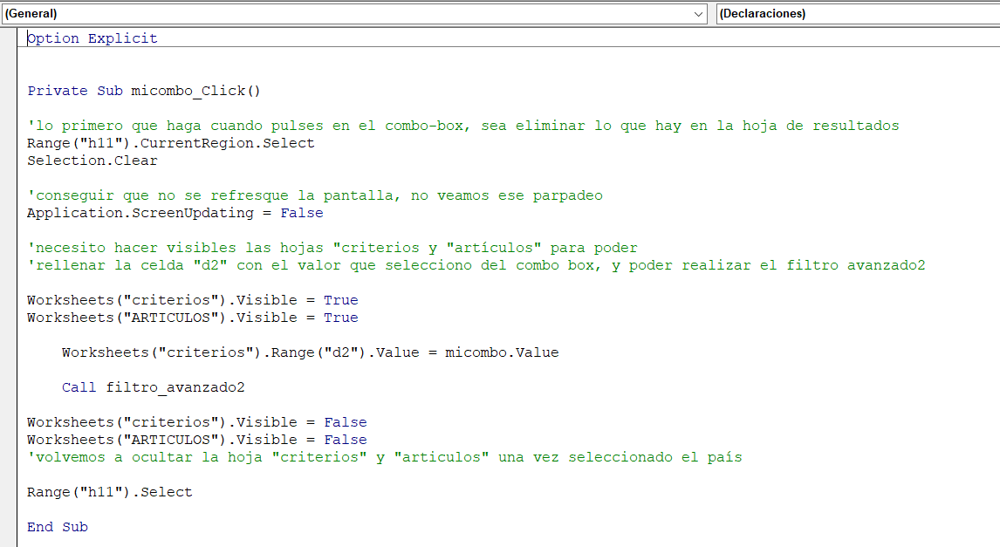 (General) (Declaraciones)
Option Explicit
Private Sub micombo_Click()
'lo primero que haga cuando pulses en el combo-box, sea eliminar lo que hay en la hoja de resultados
Range("h11").CurrentRegion.Select
Selection.Clear
'conseguir que no se refresque la pantalla, no veamos ese parpadeo
Application.ScreenUpdating = False
'necesito hacer visibles las hojas "criterios y "artículos" para poder
'rellenar la celda "d2" con el valor que selecciono del combo box, y poder realizar el filtro avanzado2
Worksheets("criterios").Visible = True
Worksheets("ARTICULOS").Visible = True
Worksheets("criterios").Range("d2").Value = micombo.Value
Call filtro_avanzado2
Worksheets("criterios").Visible = False
Worksheets("ARTICULOS").Visible = False
'volvemos a ocultar la hoja "criterios" y "articulos" una vez seleccionado el país
Range("h11").Select
End Sub